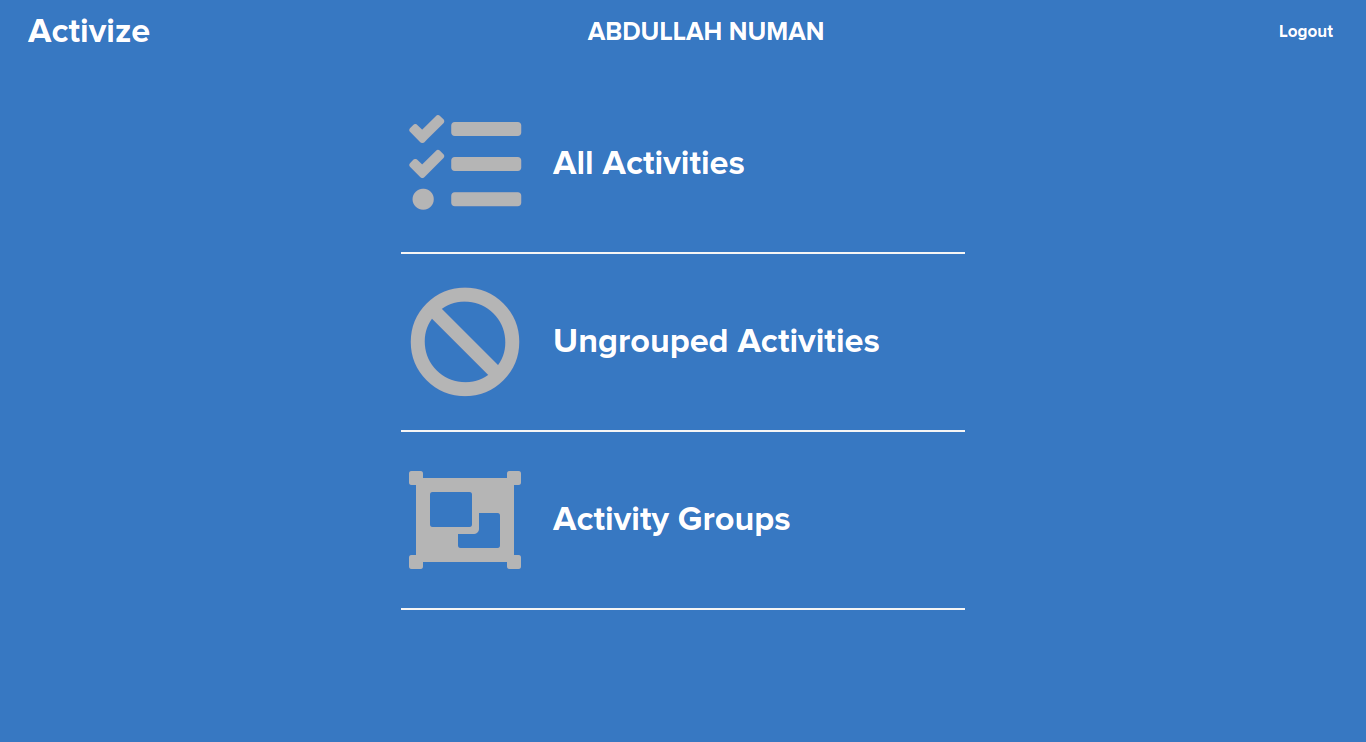 Activize
ABDULLAH NUMAN
Logout
All Activities
Ungrouped Activities
Activity Groups